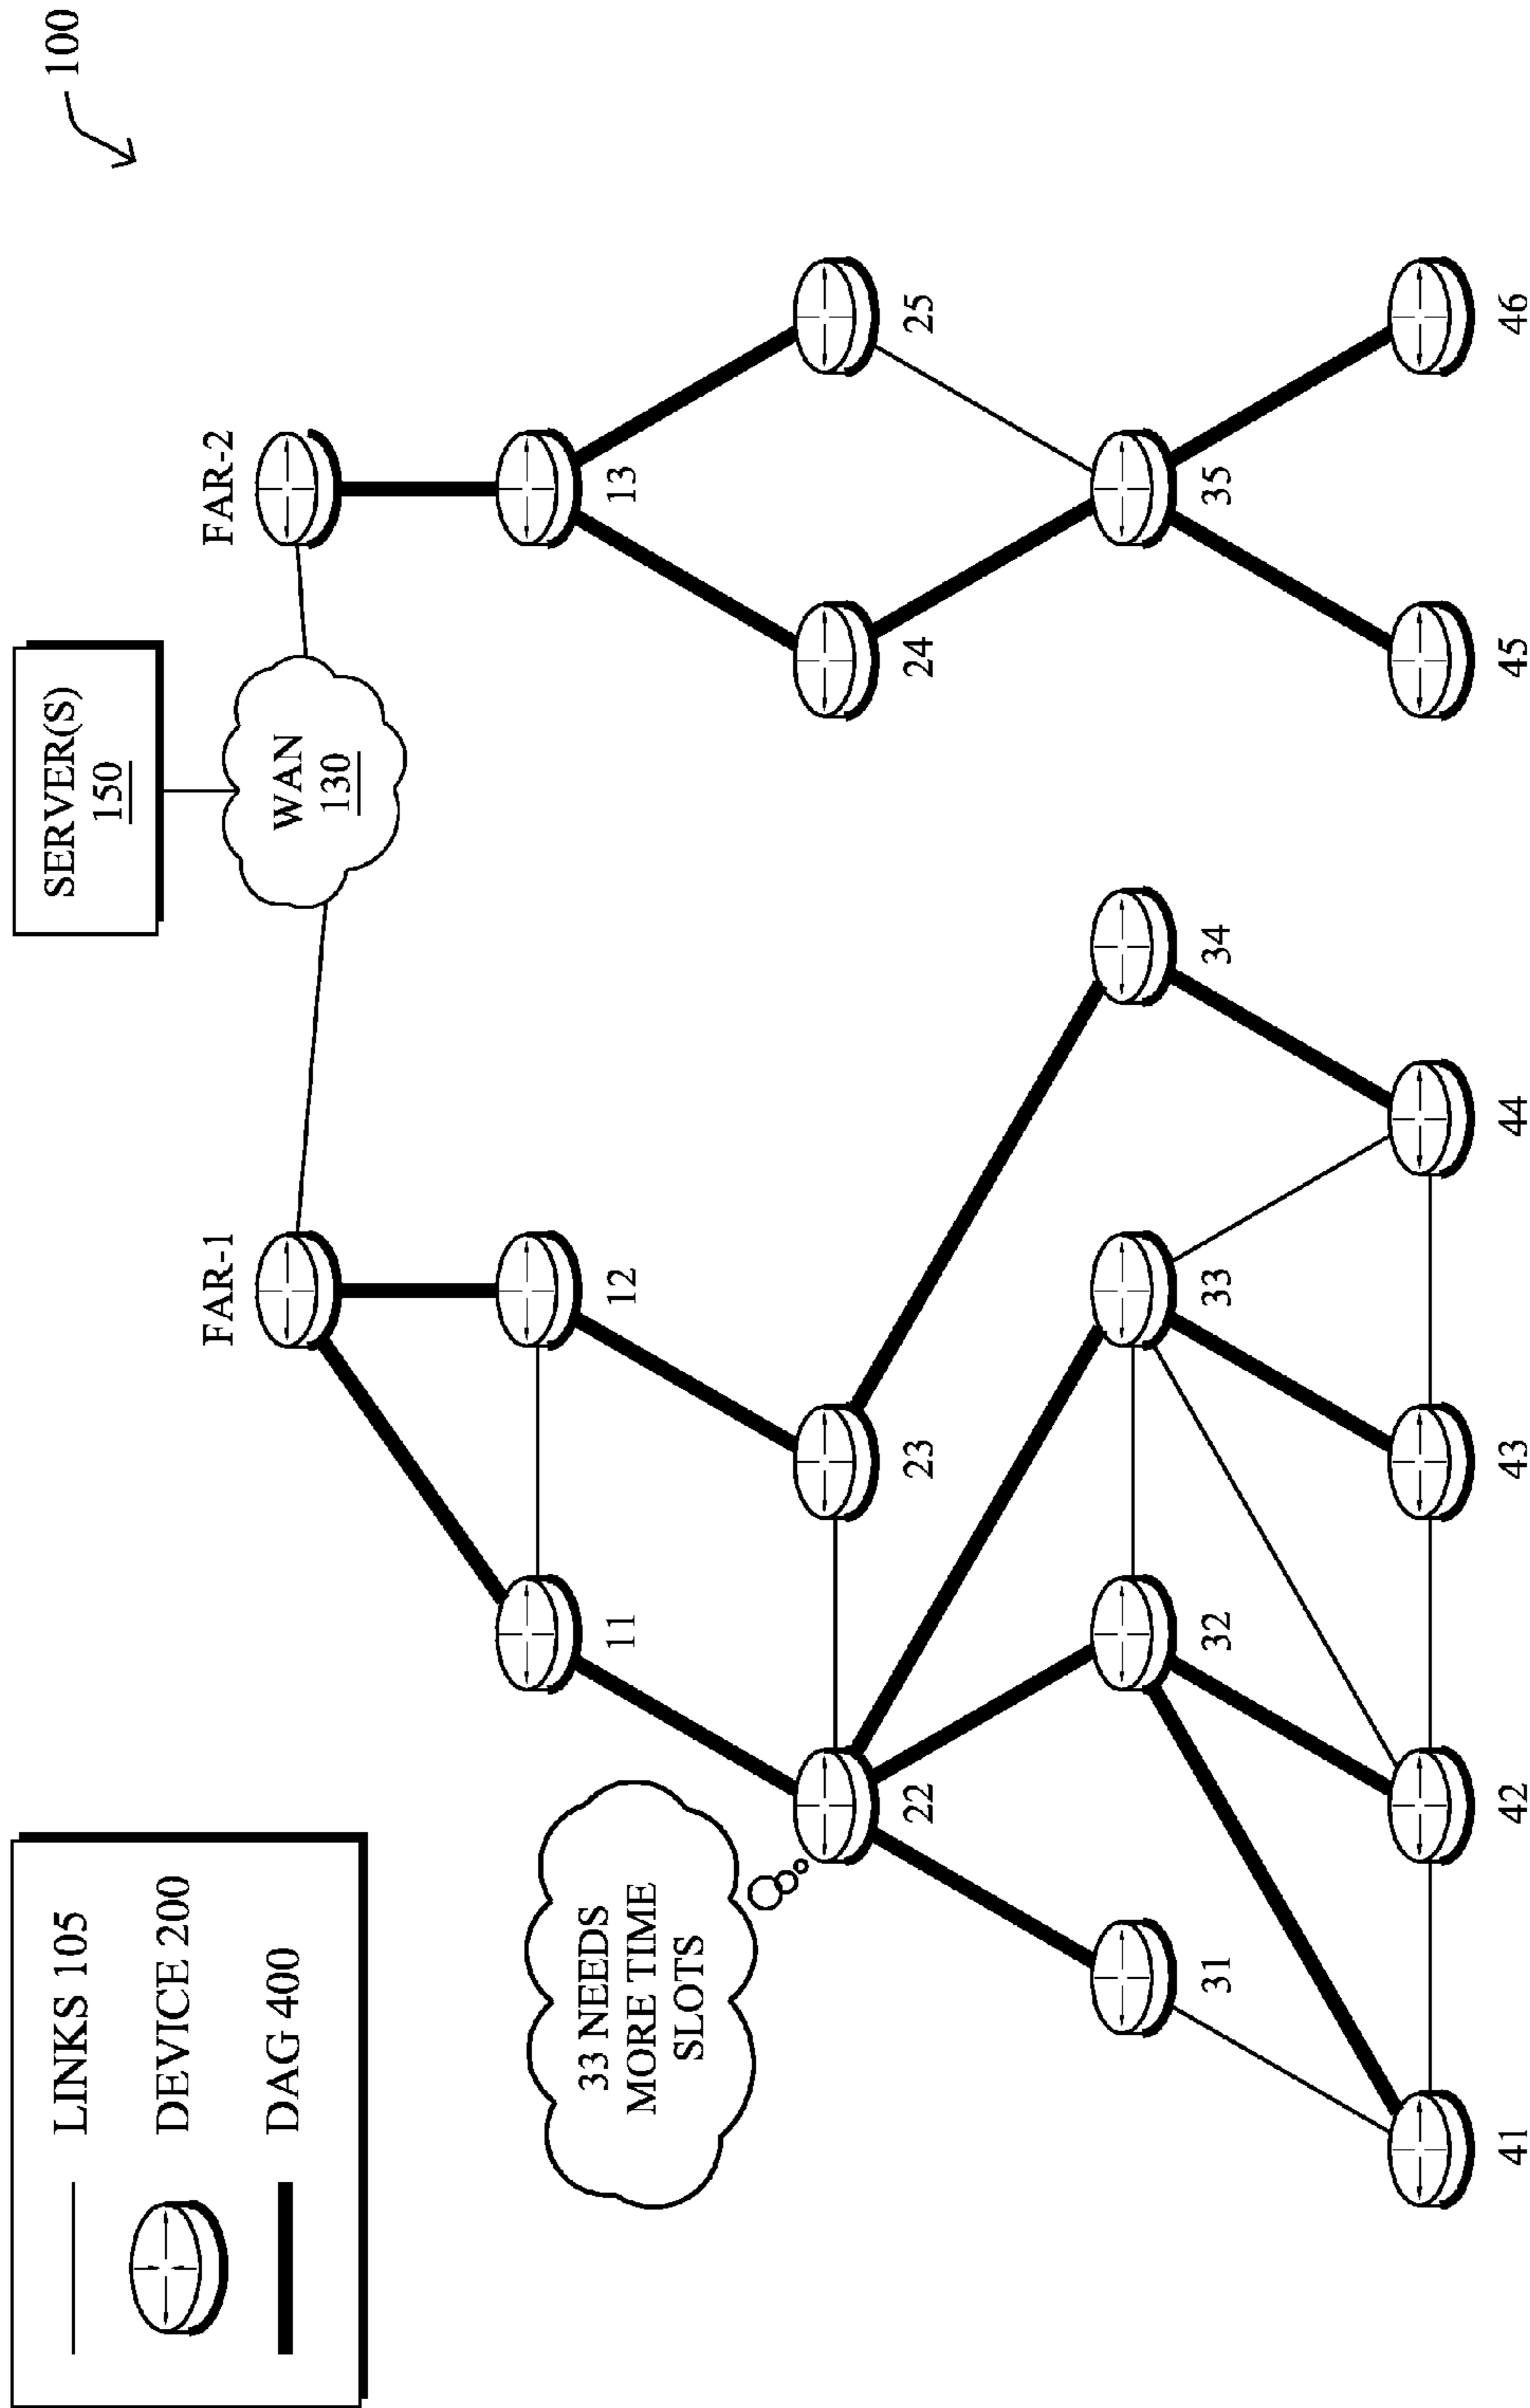 LINKS 105
DEVICE 200
DAG 400
SERVER(S)
150
100
WAN
130
FAR-1
FAR-2
11
12
13
33 NEEDS
MORE TIME
SLOTS
22
23
24
25
31
32
33
34
35
41
42
43
44
45
46